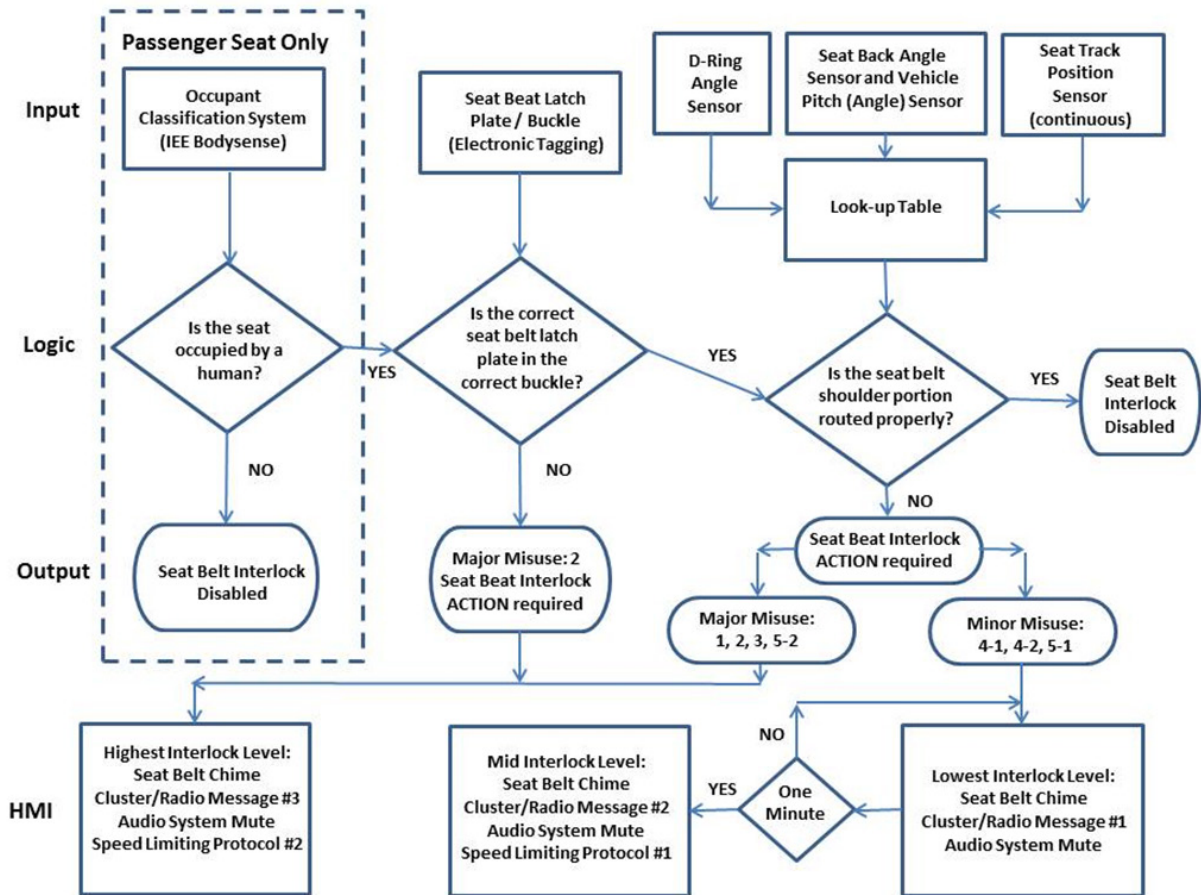 Passenger Seat Only
Input
Occupant
Classification System
(IEE Bodysense)
Seat Beat Latch
Plate / Buckle
(Electronic Tagging)
D-Ring
Angle
Sensor
Seat Back Angle
Sensor and Vehicle
Pitch (Angle) Sensor
Seat Track
Position
Sensor
(continuous)
Look-up Table
Logic
Is the seat
occupied by a
human?
YES
Is the correct
seat belt latch
plate in the
correct buckle?
YES
Is the seat belt
shoulder portion
routed properly?
YES
Seat Belt
Interlock
Disabled
NO
NO
NO
Output
Seat Belt Interlock
Disabled
Major Misuse: 2
Seat Beat Interlock
ACTION required
Seat Beat Interlock
ACTION required
Major Misuse:
1, 2, 3, 5-2
Minor Misuse:
4-1, 4-2, 5-1
HMI
Highest Interlock Level:
Seat Belt Chime
Cluster/Radio Message #3
Audio System Mute
Speed Limiting Protocol #2
Mid Interlock Level:
Seat Belt Chime
Cluster/Radio Message #2
Audio System Mute
Speed Limiting Protocol #1
YES
NO
One
Minute
Lowest Interlock Level:
Seat Belt Chime
Cluster/Radio Message #1
Audio System Mute